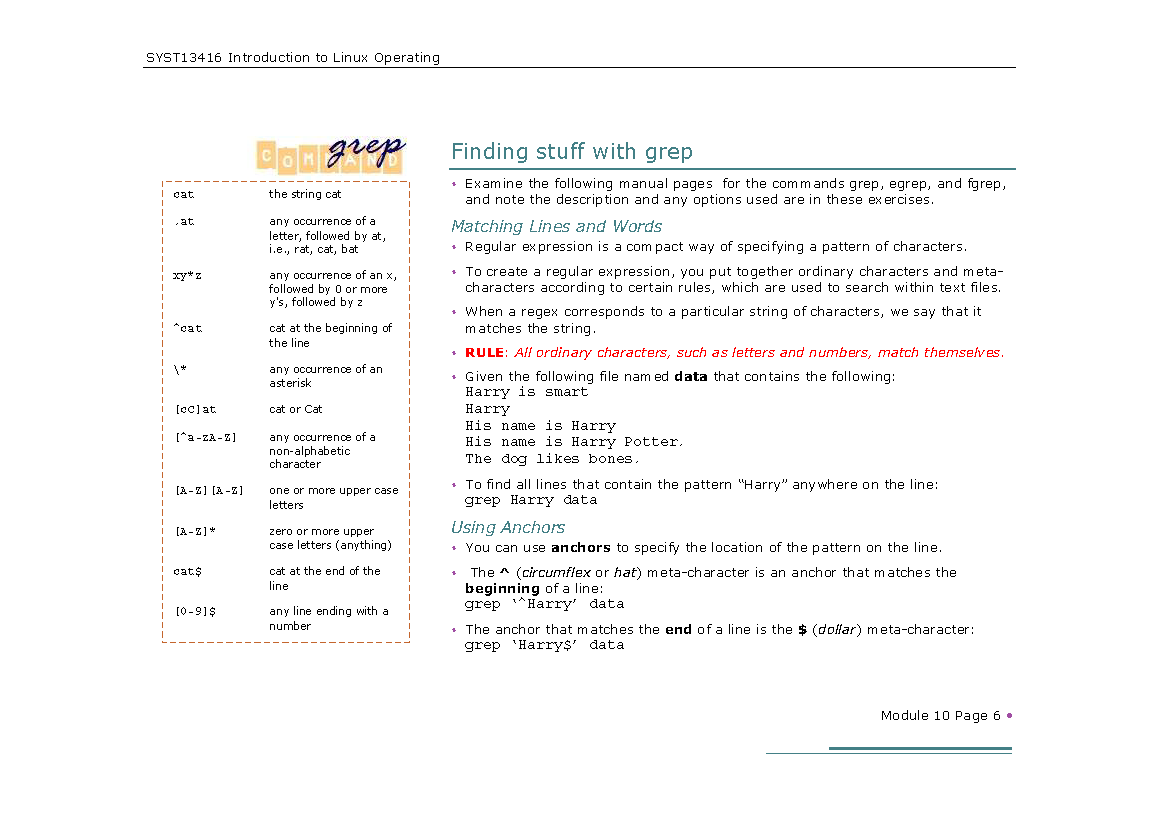 SYST13416 Introduction to Linux Operating
COMMAND grep
cat the string cat
.at any occurrence of a
letter, followed by at,
i.e., rat, cat, bat
xy*z any occurrence of an x,
followed by 0 or more
y's, followed by z
^cat cat at the beginning of
the line
\* any occurrence of an
asterisk
[cC]at cat or Cat
[^a-zA-Z] any occurrence of a
non-alphabetic
character
[A-Z][A-Z] one or more upper case
letters
[A-Z]* zero or more upper
case letters (anything)
cat$ cat at the end of the
line
[0-9]$ any line ending with a
number
Finding stuff with grep
• Examine the following manual pages for the commands grep, egrep, and fgrep,
and note the description and any options used are in these exercises.
Matching Lines and Words
• Regular expression is a compact way of specifying a pattern of characters.
• To create a regular expression, you put together ordinary characters and meta-
characters according to certain rules, which are used to search within text files.
• When a regex corresponds to a particular string of characters, we say that it
matches the string.
• RULE: All ordinary characters, such as letters and numbers, match themselves.
• Given the following file named data that contains the following:
Harry is smart
Harry
His name is Harry
His name is Harry Potter.
The dog likes bones.
• To find all lines that contain the pattern “Harry” anywhere on the line:
grep Harry data
Using Anchors
• You can use anchors to specify the location of the pattern on the line.
• The ^ (circumflex or hat) meta-character is an anchor that matches the
beginning of a line:
grep ‘^Harry’ data
• The anchor that matches the end of a line is the $ (dollar) meta-character:
grep ‘Harry$’ data
Module 10 Page 6 •